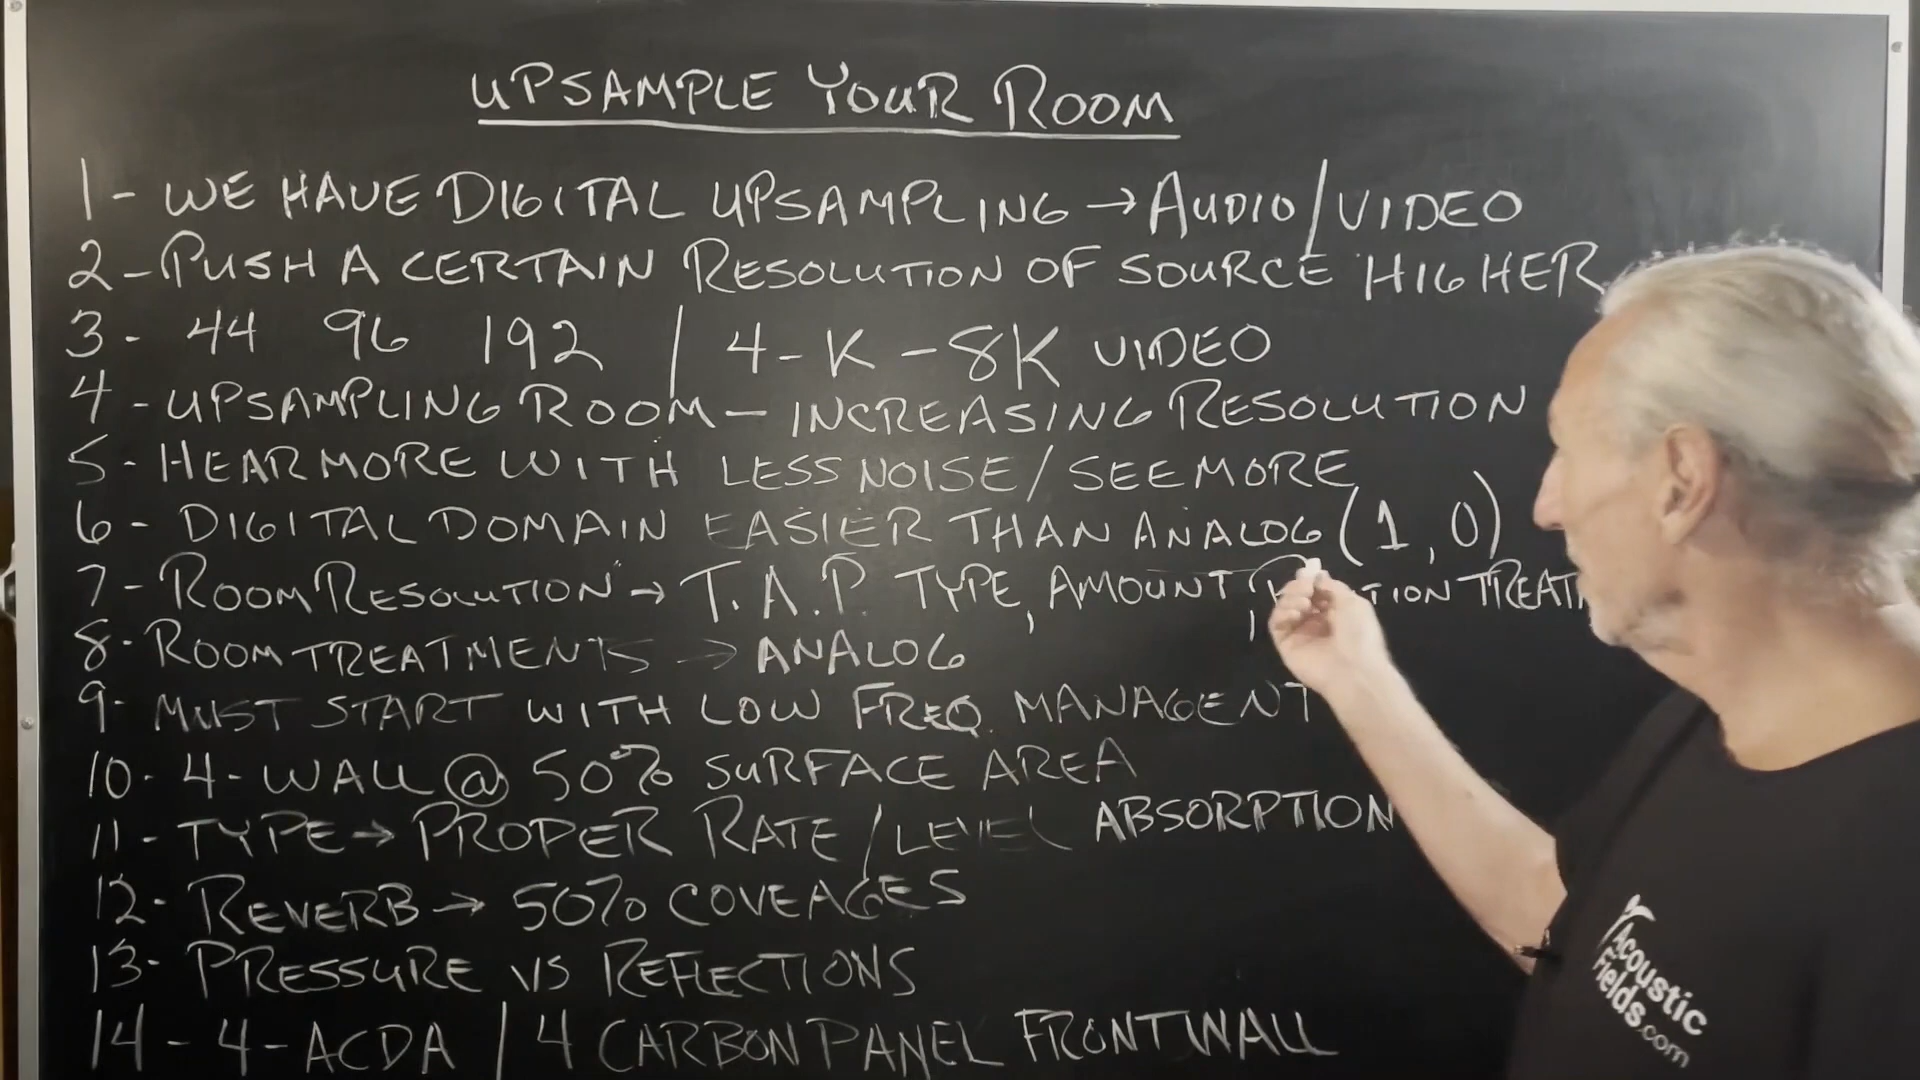 UPSAMPLE YOUR ROOM
1- WE HAVE DIGITAL UPSAMPLING → AUDIO/VIDEO
2- PUSH A CERTAIN RESOLUTION OF SOURCE HIGHER
3- 44 96 192 / 4-K-8K VIDEO
4- UPSAMPLING ROOM - INCREASING RESOLUTION
5- HEAR MORE WITH LESS NOISE/SEE MORE
6- DIGITAL DOMAIN EASIER THAN ANALOG (1,0)
7- ROOM RESOLUTION → T.A.P. TYPE, AMOUNT,
8- ROOM TREATMENTS → ANALOG
9- MUST START WITH LOW FREQ. MANAGENT
10- 4-WALL @ 50% SURFACE AREA
11- TYPE → PROPER RATE/LEVEL ABSORPTION
12- REVERB → 50% COVEAGES
13- PRESSURE VS REFLECTIONS
14- 4-ACDA / 4 CARBON PANEL FRONT WALL
Acoustic
Fields.com